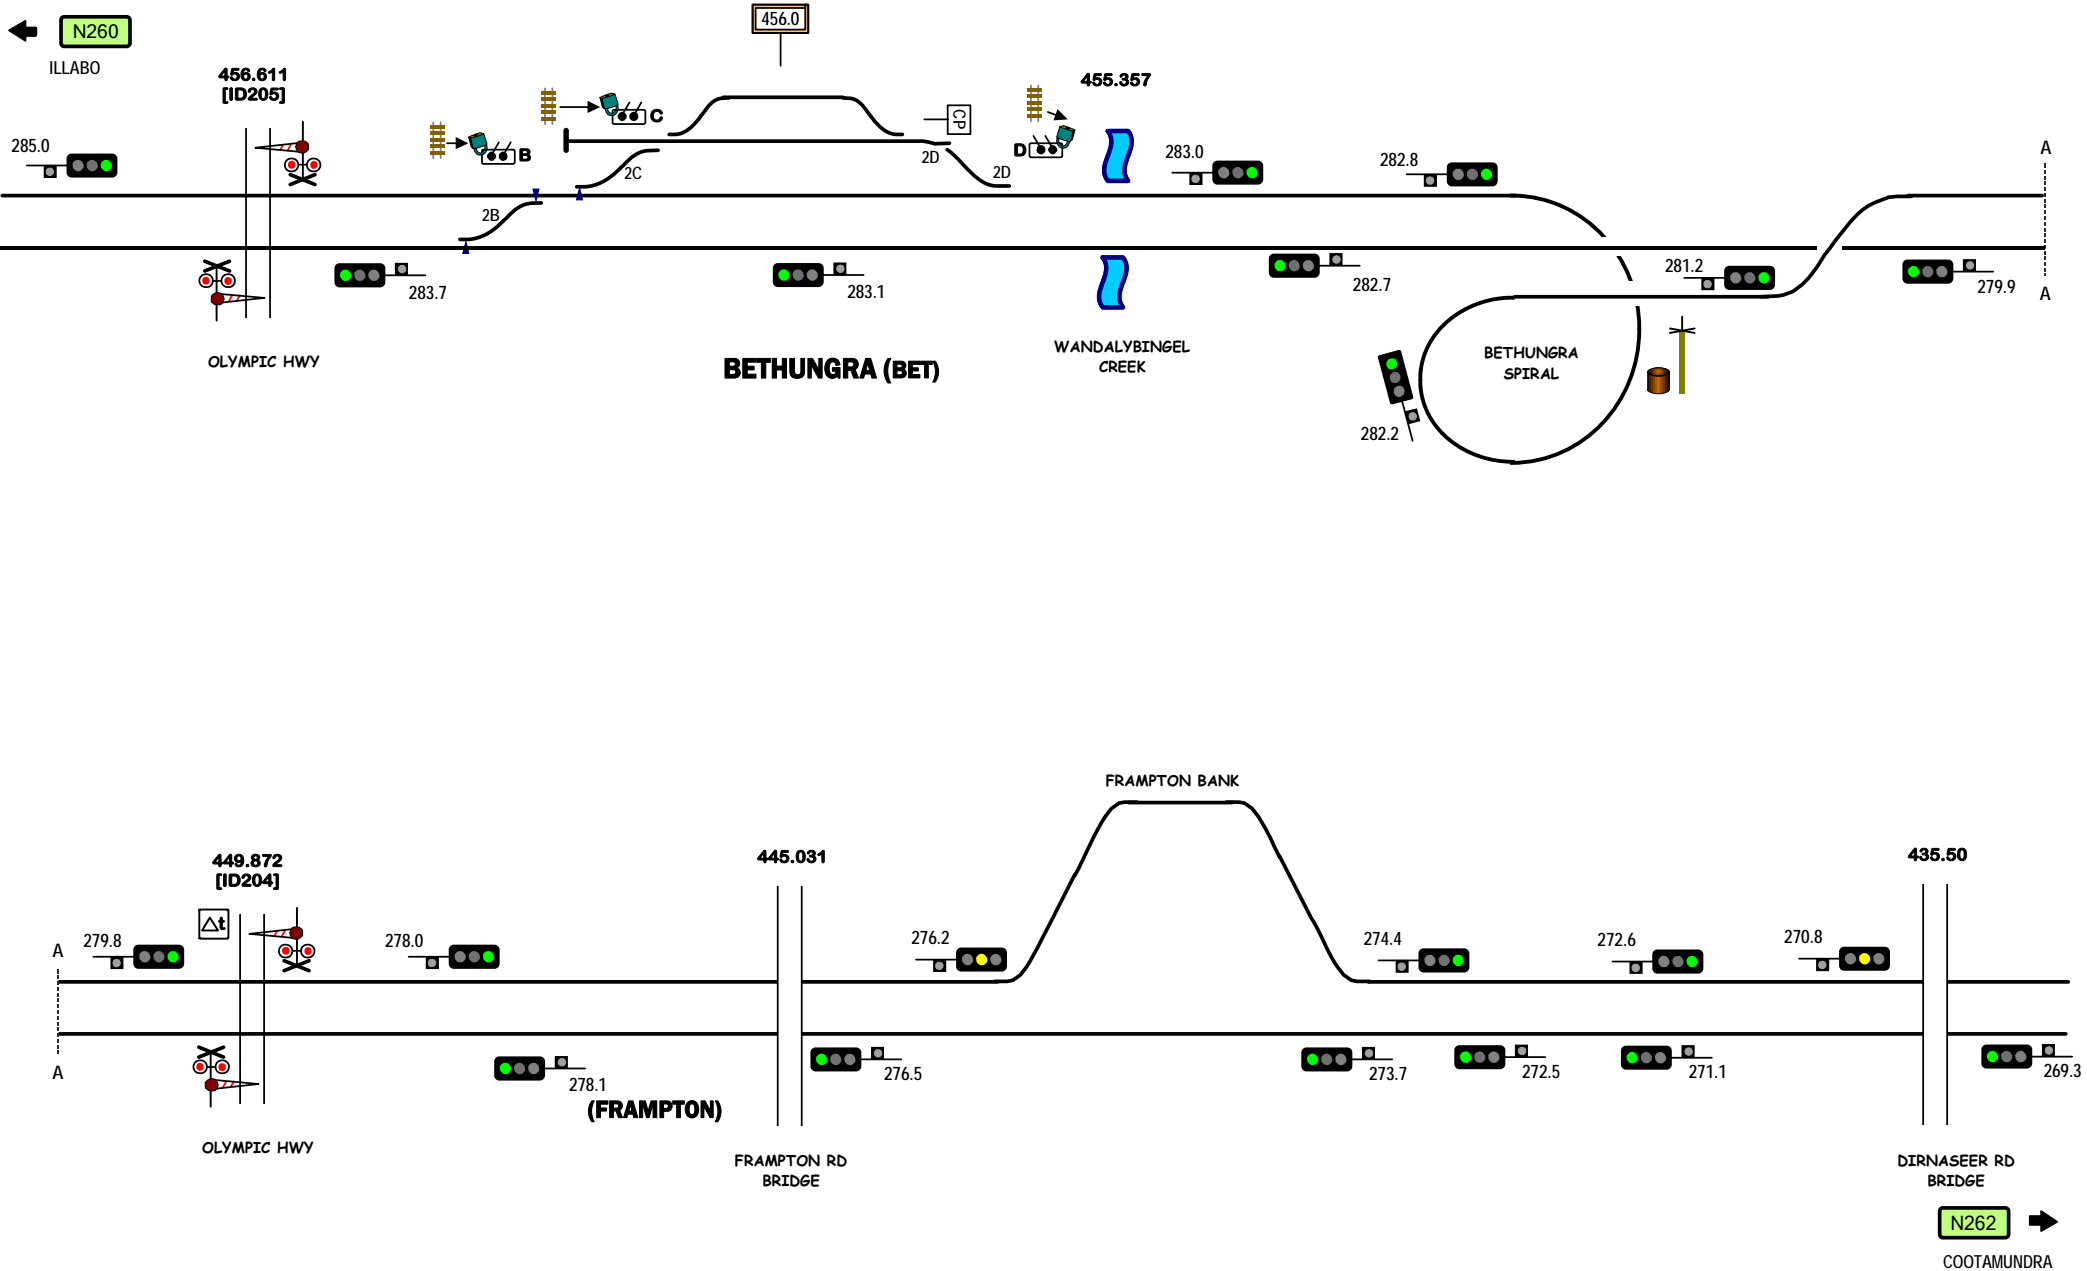 N260
ILLABO
456.0
456.611
[ID205]
455.357
285.0
B
C
CP
D
283.0
282.8
A
2C
2D
2D
2B
283.7
283.1
282.7
281.2
279.9
A
OLYMPIC HWY
BETHUNGRA (BET)
WANDALYBINGEL
CREEK
BETHUNGRA
SPIRAL
282.2
FRAMPTON BANK
449.872
[ID204]
445.031
435.50
Δt
A
279.8
278.0
276.2
274.4
272.6
270.8
A
278.1
276.5
273.7
272.5
271.1
269.3
(FRAMPTON)
OLYMPIC HWY
FRAMPTON RD
BRIDGE
DIRNASEER RD
BRIDGE
N262
COOTAMUNDRA